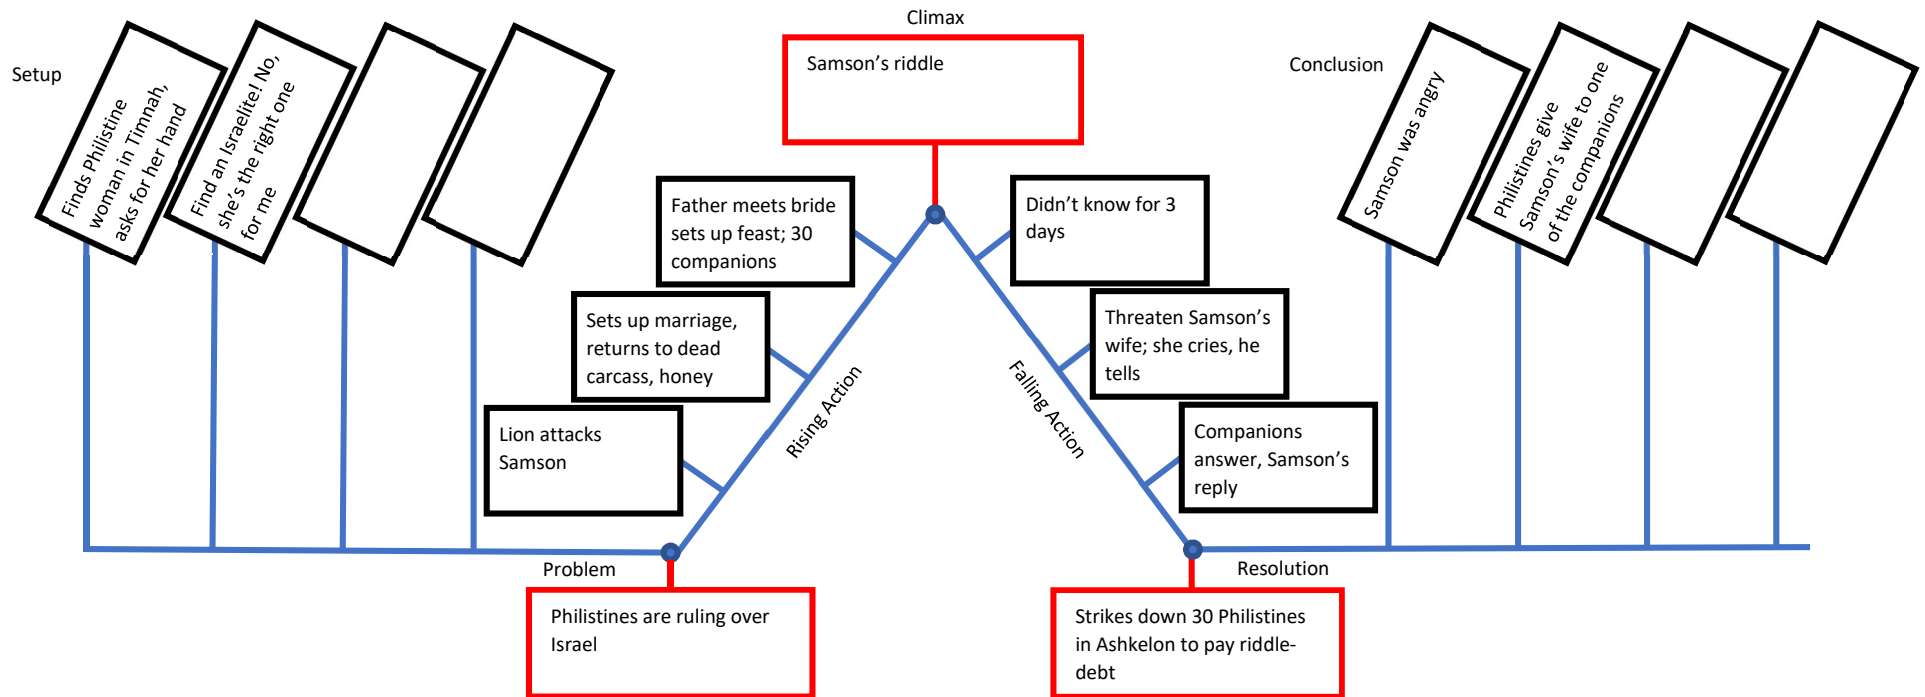 Setup
Finds Philistine
woman in Timnah,
asks for her hand
Find an Israelite! No,
she’s the right one
for me
Problem
Philistines are ruling over
Israel
Lion attacks
Samson
Sets up marriage,
returns to dead
carcass, honey
Father meets bride
sets up feast; 30
companions
Rising Action
Climax
Samson’s riddle
Falling Action
Didn’t know for 3
days
Threaten Samson’s
wife; she cries, he
tells
Companions
answer, Samson’s
reply
Resolution
Strikes down 30 Philistines
in Ashkelon to pay riddle-
debt
Conclusion
Samson was angry
Philistines give
Samson’s wife to one
of the companions